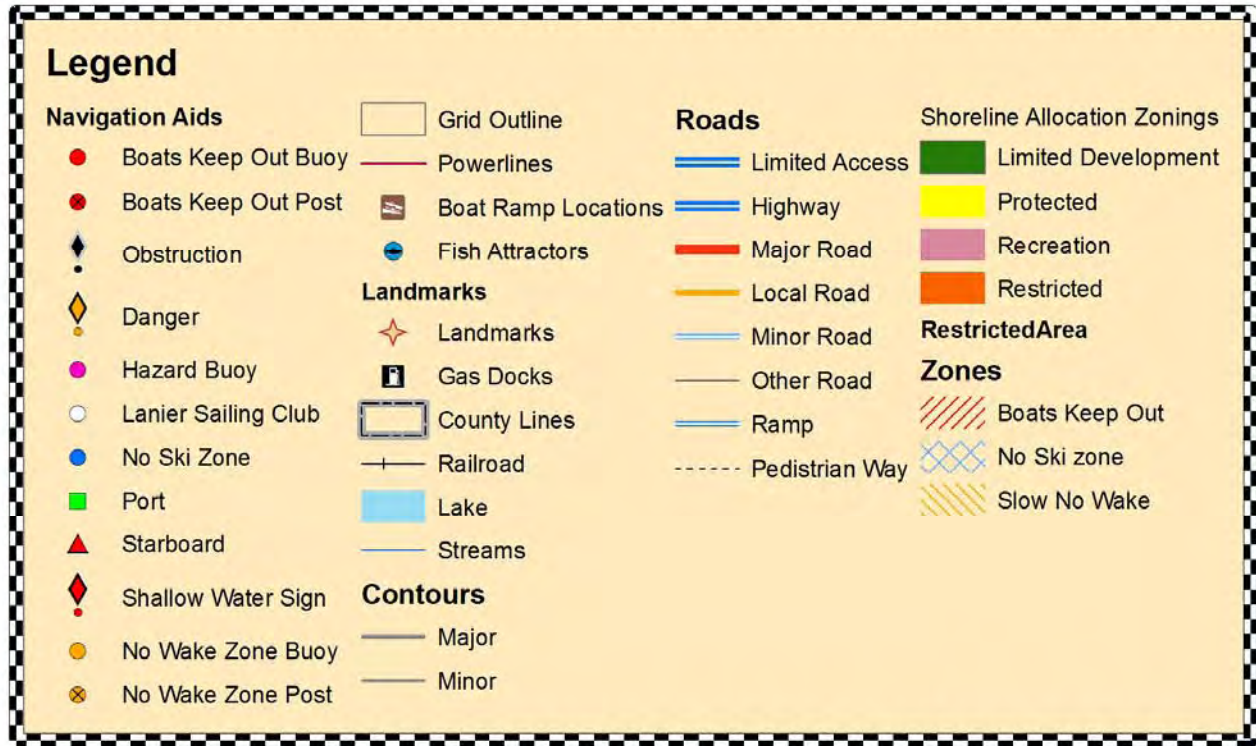 Legend
Navigation Aids
Boats Keep Out Buoy
Boats Keep Out Post
Obstruction
Danger
Hazard Buoy
Lanier Sailing Club
No Ski Zone
Port
Starboard
Shallow Water Sign
No Wake Zone Buoy
No Wake Zone Post
Grid Outline
Powerlines
Boat Ramp Locations
Fish Attractors
Landmarks
Landmarks
Gas Docks
County Lines
Railroad
Lake
Streams
Contours
Major
Minor
Roads
Limited Access
Highway
Major Road
Local Road
Minor Road
Other Road
Ramp
Pedistrian Way
Shoreline Allocation Zonings
Limited Development
Protected
Recreation
Restricted
RestrictedArea
Zones
Boats Keep Out
No Ski zone
Slow No Wake